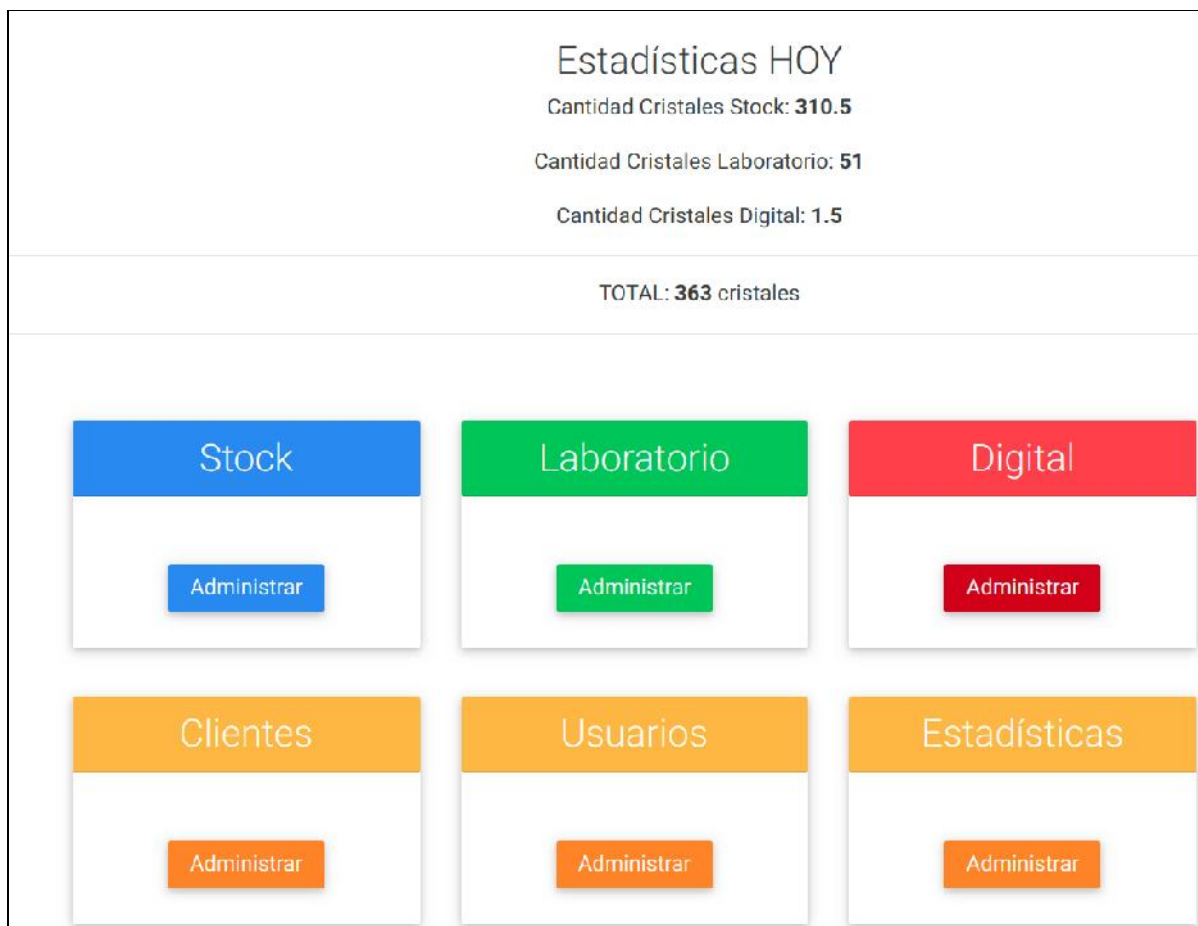 Estadísticas HOY
Cantidad Cristales Stock: 310.5
Cantidad Cristales Laboratorio: 51
Cantidad Cristales Digital: 1.5
TOTAL: 363 cristales
Stock
Laboratorio
Digital
Administrar
Administrar
Administrar
Clientes
Usuarios
Estadísticas
Administrar
Administrar
Administrar